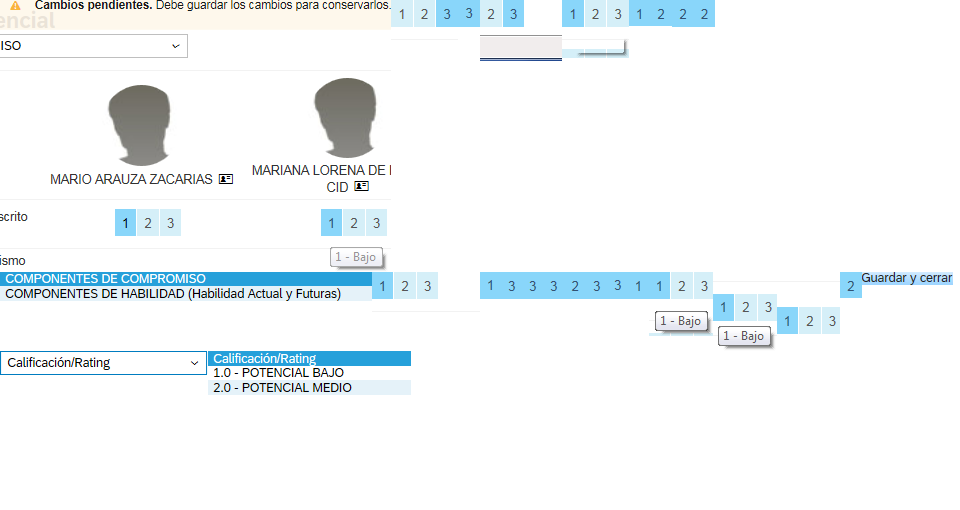 Cambios pendientes. Debe guardar los cambios para conservarlos.
encial
1 2 3 3 2 3 1 2 3 1 2 2 2
ISO
MARIO ARAUZA ZACARIAS
MARIANA LORENA DE
CID
scrito
1 2 3 1 2 3
ismo
1 - Bajo
COMPONENTES DE COMPROMISO
COMPONENTES DE HABILIDAD (Habilidad Actual y Futuras)
1 2 3 1 3 3 3 2 3 3 1 1 2 3 2 Guardar y cerrar
1 2 3
1 - Bajo 1 2 3
1 - Bajo
Calificación/Rating
Calificación/Rating
1.0 - POTENCIAL BAJO
2.0 - POTENCIAL MEDIO